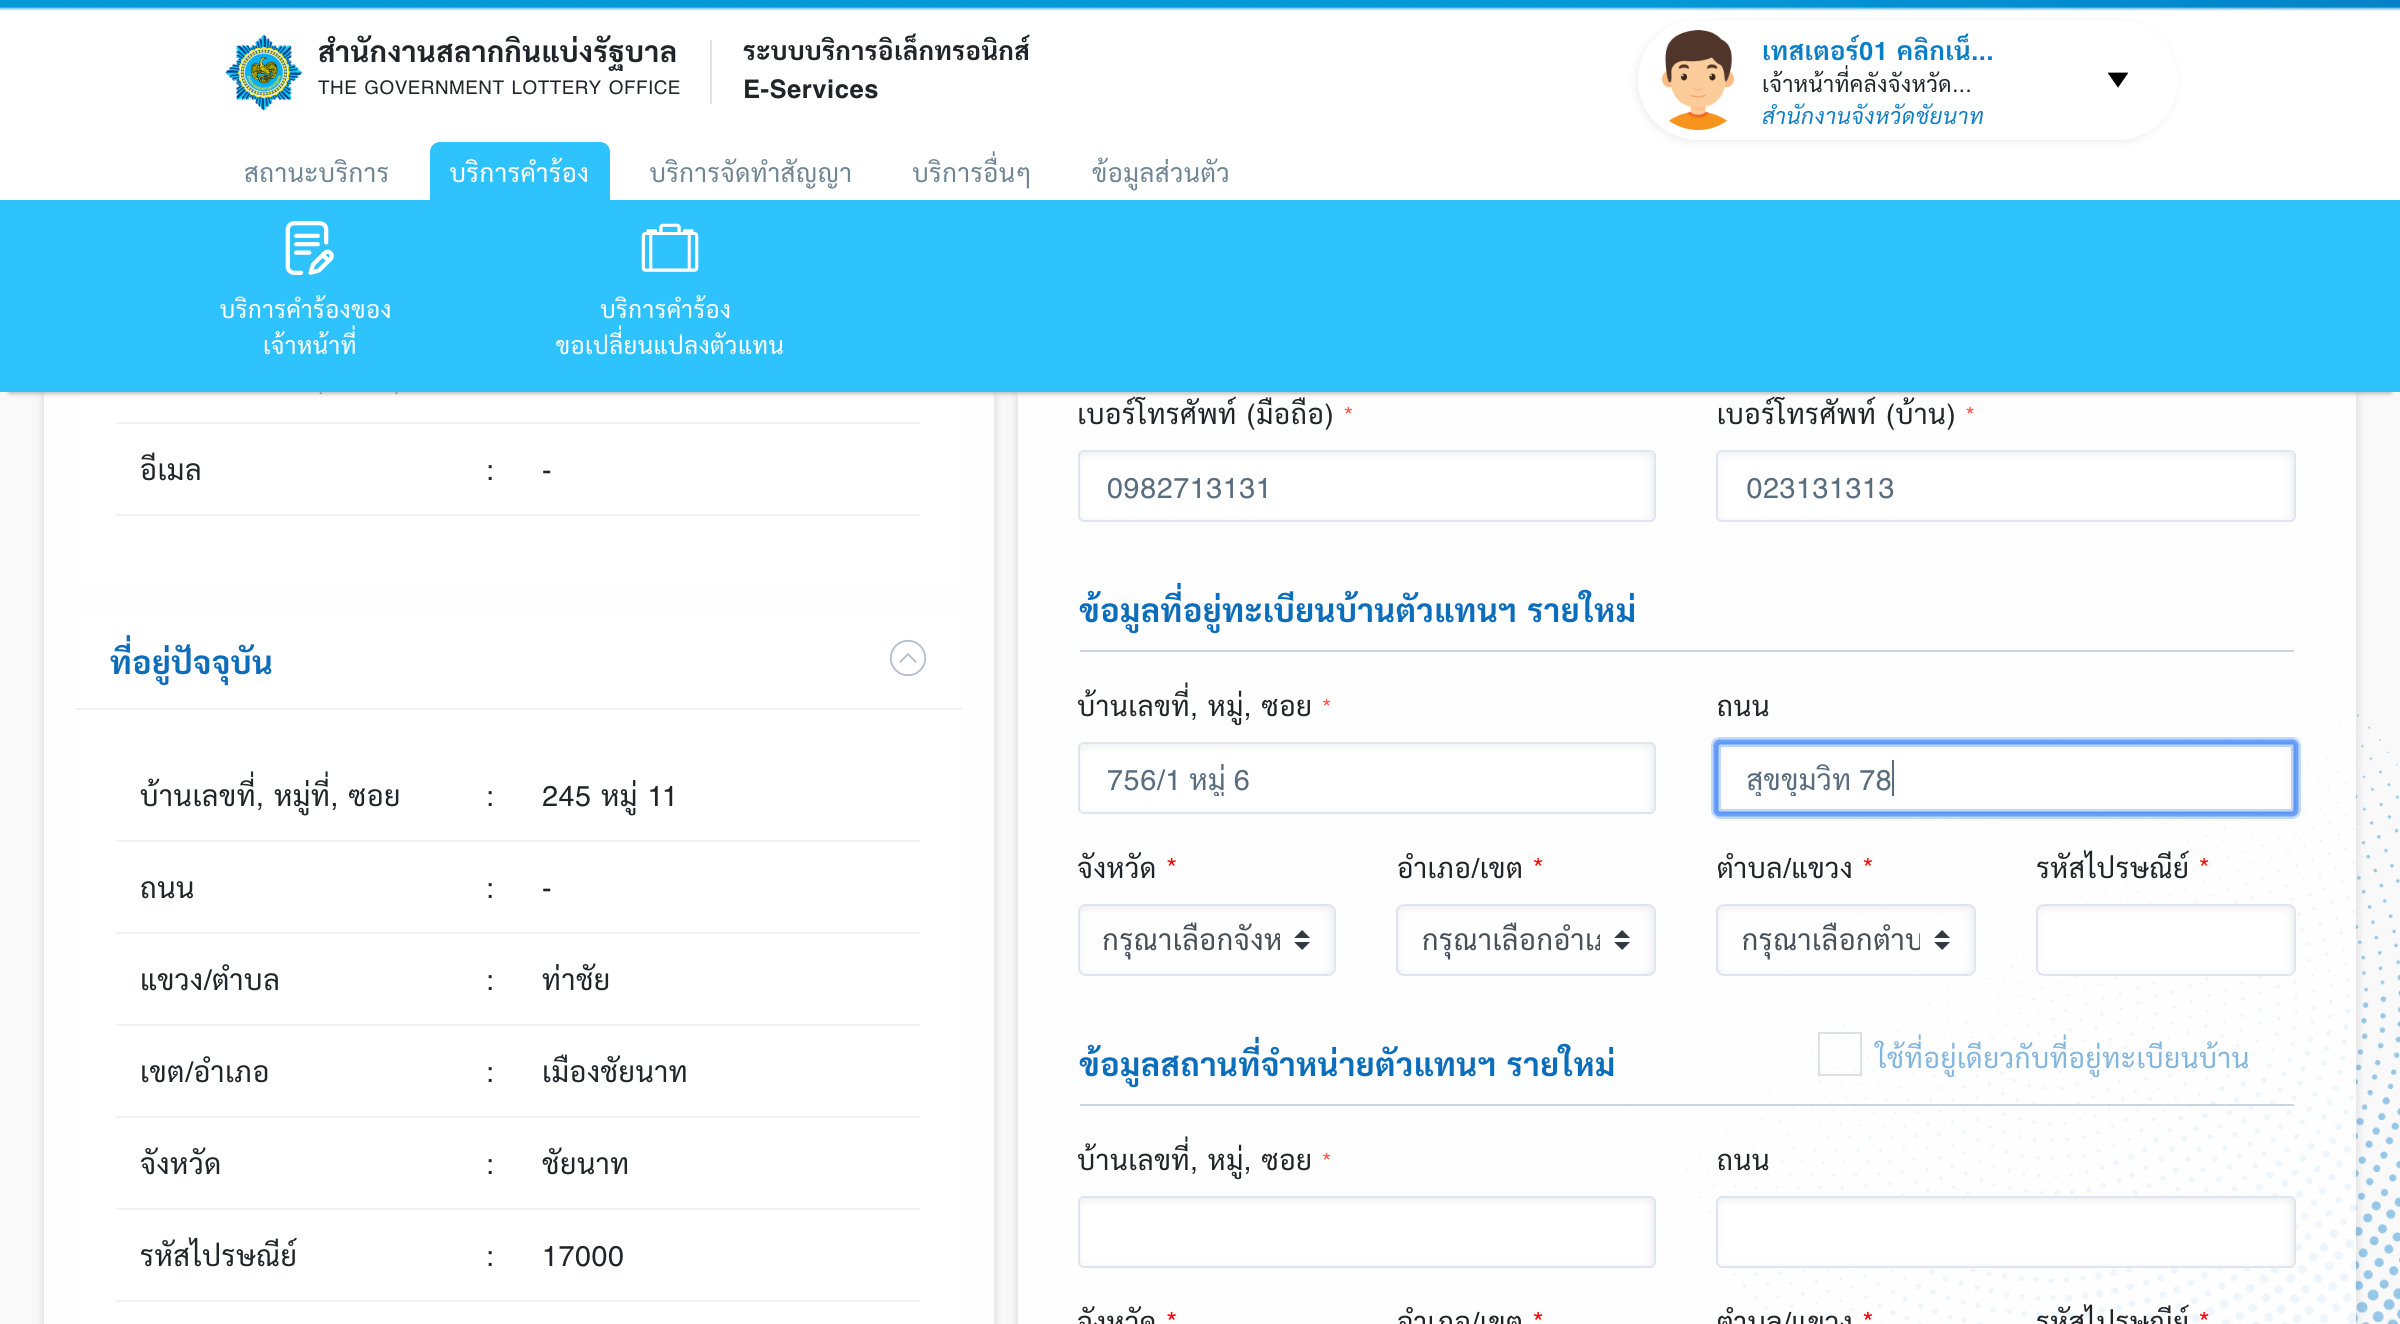 สำนักงานสลากกินแบ่งรัฐบาล
THE GOVERNMENT LOTTERY OFFICE
ระบบบริการอิเล็กทรอนิกส์
E-Services
เทสเตอร์01 คลิกเน็...
เจ้าหน้าที่คลังจังหวัด...
สำนักงานจังหวัดชัยนาท
สถานะบริการ
บริการคำร้อง
บริการจัดทำสัญญา
บริการอื่นๆ
ข้อมูลส่วนตัว
บริการคำร้องของ
เจ้าหน้าที่
บริการคำร้อง
ขอเปลี่ยนแปลงตัวแทน
อีเมล : -
ที่อยู่ปัจจุบัน
บ้านเลขที่, หมู่ที่, ซอย : 245 หมู่ 11
ถนน : -
แขวง/ตำบล : ท่าชัย
เขต/อำเภอ : เมืองชัยนาท
จังหวัด : ชัยนาท
รหัสไปรษณีย์ : 17000
เบอร์โทรศัพท์ (มือถือ) *
เบอร์โทรศัพท์ (บ้าน) *
0982713131
023131313
ข้อมูลที่อยู่ทะเบียนบ้านตัวแทนฯ รายใหม่
บ้านเลขที่, หมู่, ซอย *
ถนน
756/1 หมู่ 6
สุขขุมวิท 78
จังหวัด *
อำเภอ/เขต *
ตำบล/แขวง *
รหัสไปรษณีย์ *
กรุณาเลือกจังห
กรุณาเลือกอำเภ
กรุณาเลือกตำบ
ข้อมูลสถานที่จำหน่ายตัวแทนฯ รายใหม่
ใช้ที่อยู่เดียวกับที่อยู่ทะเบียนบ้าน
บ้านเลขที่, หมู่, ซอย *
ถนน
จังหวัด *
อำเภอ/เขต *
ตำบล/แขวง *
รหัสไปรษณีย์ *